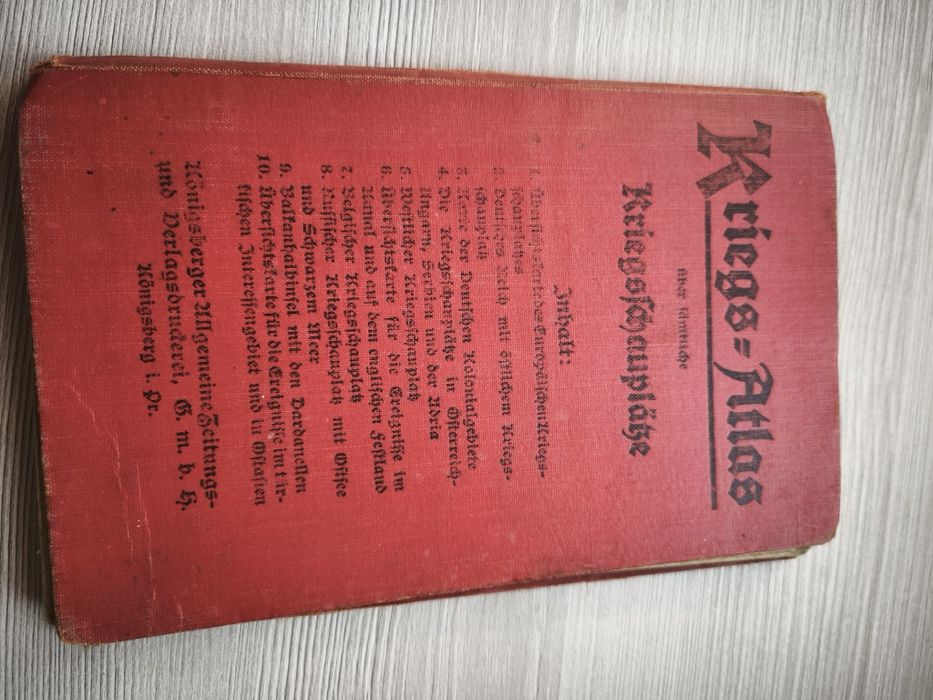 Kriegs-Atlas
über sämtliche
Kriegsschauplätze
Inhalt:
1. Übersichtskarte des Europäischen Kriegs-
schauplatzes
2. Deutsches Reich mit östlichem Kriegs-
schauplatz
3. Karte der Deutschen Kolonialgebiete
4. Die Kriegsschauplätze in Österreich-
Ungarn, Serbien und der Adria
5. Westlicher Kriegsschauplatz
6. Übersichtskarte für die Ereignisse im
Kanal und auf dem englischen Festland
7. Belgischer Kriegsschauplatz
8. Russischer Kriegsschauplatz mit Ostsee
und Schwarzem Meer
9. Balkanhalbinsel mit den Dardanellen
10. Übersichtskarte für die Ereignisse im tür-
kischen Interessengebiet und in Ostasien
Königsberger Allgemeine Zeitungs-
und Verlagsdruckerei, G. m. b. H.
Königsberg i. Pr.